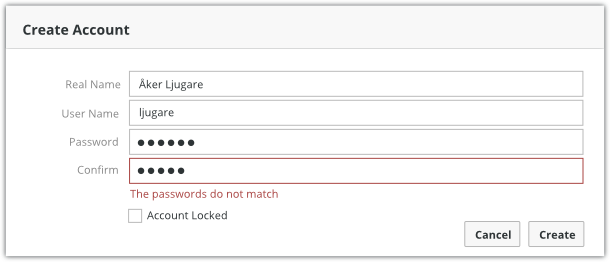 Create Account
Real Name Åker Ljugare
User Name ljugare
Password ●●●●●●
Confirm ●●●●●
The passwords do not match
Account Locked
Cancel Create